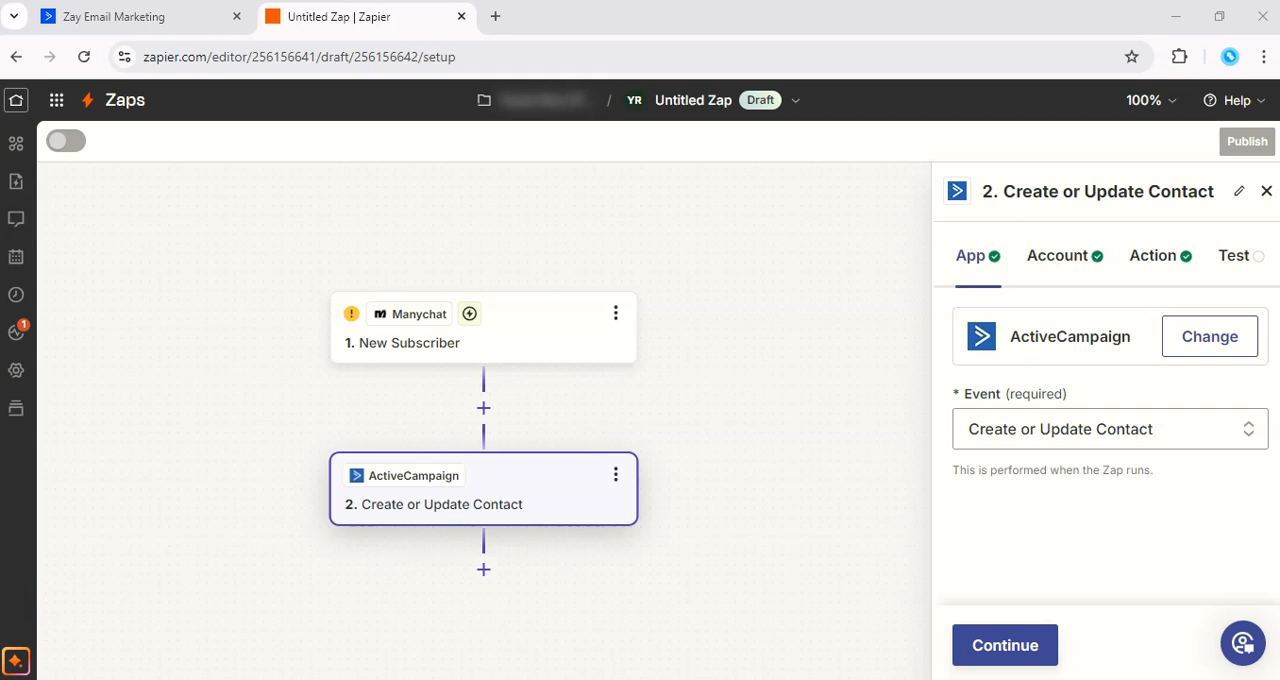 Zay Email Marketing
Untitled Zap | Zapier
zapier.com/editor/256156641/draft/256156642/setup
Zaps
/ YR Untitled Zap Draft
100%
Help
Publish
2. Create or Update Contact
App
Account
Action
Test
ActiveCampaign
Change
* Event (required)
Create or Update Contact
This is performed when the Zap runs.
Continue
Manychat
1. New Subscriber
ActiveCampaign
2. Create or Update Contact
1